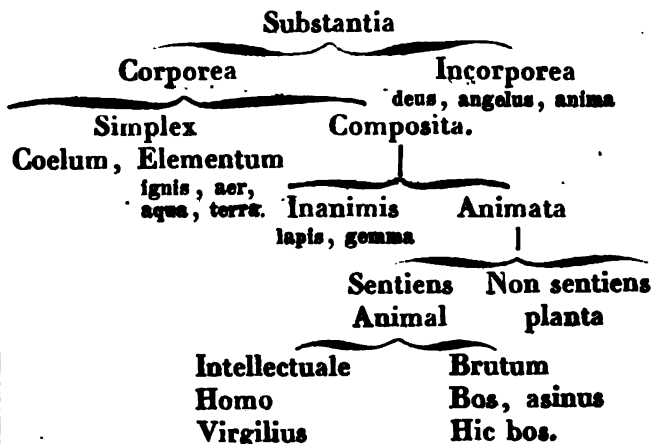 Substantia
Corporea Incorporea
deus, angelus, anima
Simplex Composita.
Coelum, Elementum
ignis, aer,
aqua, terra. Inanimis Animata
lapis, gemma
Sentiens Non sentiens
Animal planta
Intellectuale Brutum
Homo Bos, asinus
Virgilius Hic bos.